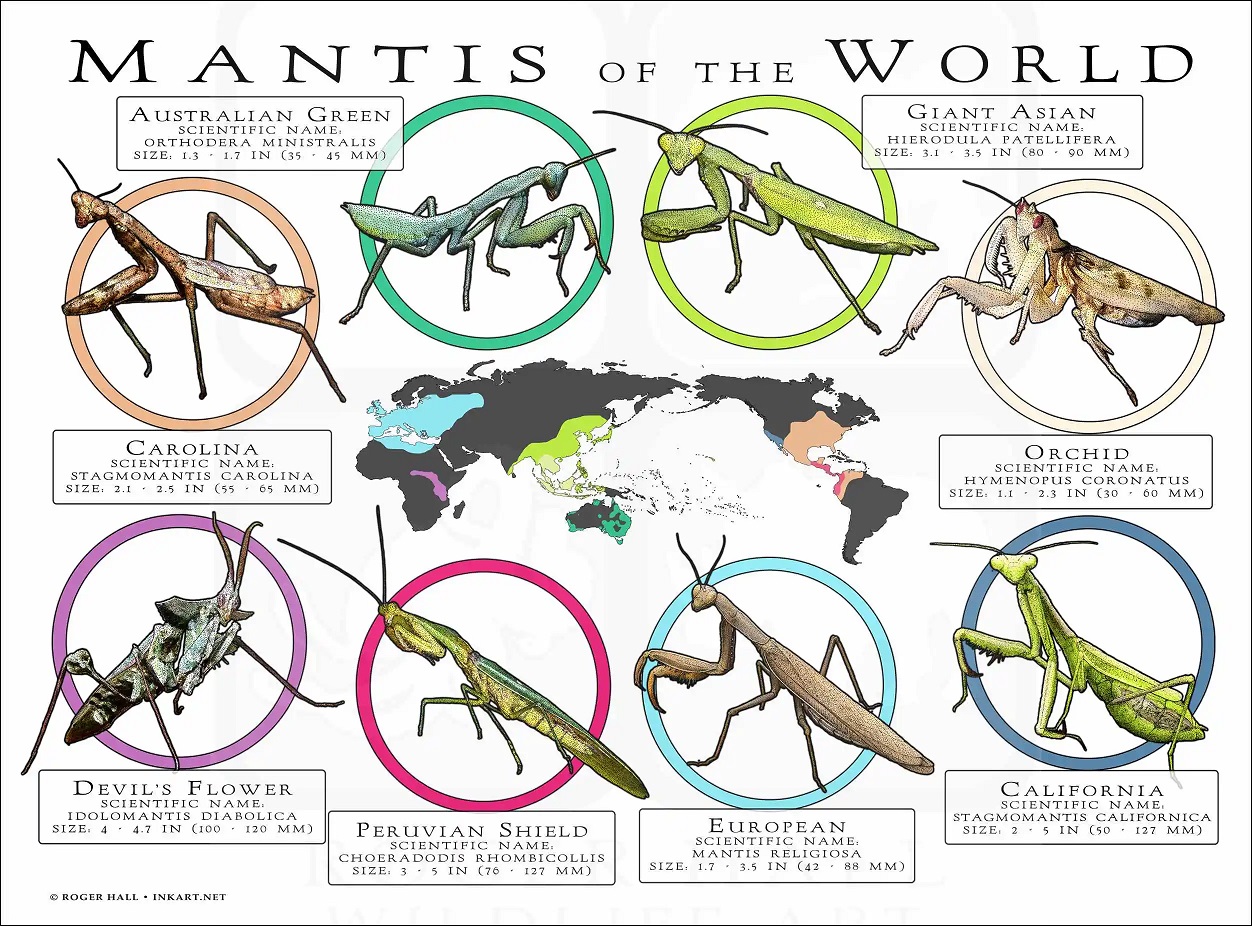 MANTIS OF THE WORLD
AUSTRALIAN GREEN
SCIENTIFIC NAME:
ORTHODERA MINISTRALIS
SIZE: 1.3 - 1.7 IN (35 - 45 MM)
GIANT ASIAN
SCIENTIFIC NAME:
HIERODULA PATELLIFERA
SIZE: 3.1 - 3.5 IN (80 - 90 MM)
CAROLINA
SCIENTIFIC NAME:
STAGMOMANTIS CAROLINA
SIZE: 2.1 - 2.5 IN (55 - 65 MM)
ORCHID
SCIENTIFIC NAME:
HYMENOPUS CORONATUS
SIZE: 1.1 - 2.3 IN (30 - 60 MM)
DEVIL'S FLOWER
SCIENTIFIC NAME:
IDOLOMANTIS DIABOLICA
SIZE: 4 - 4.7 IN (100 - 120 MM)
PERUVIAN SHIELD
SCIENTIFIC NAME:
CHOERADODIS RHOMBICOLLIS
SIZE: 3 - 5 IN (76 - 127 MM)
EUROPEAN
SCIENTIFIC NAME:
MANTIS RELIGIOSA
SIZE: 1.7 - 3.5 IN (42 - 88 MM)
CALIFORNIA
SCIENTIFIC NAME:
STAGMOMANTIS CALIFORNICA
SIZE: 2 - 5 IN (50 - 127 MM)
© ROGER HALL • INKART.NET
WILDLIFE ART